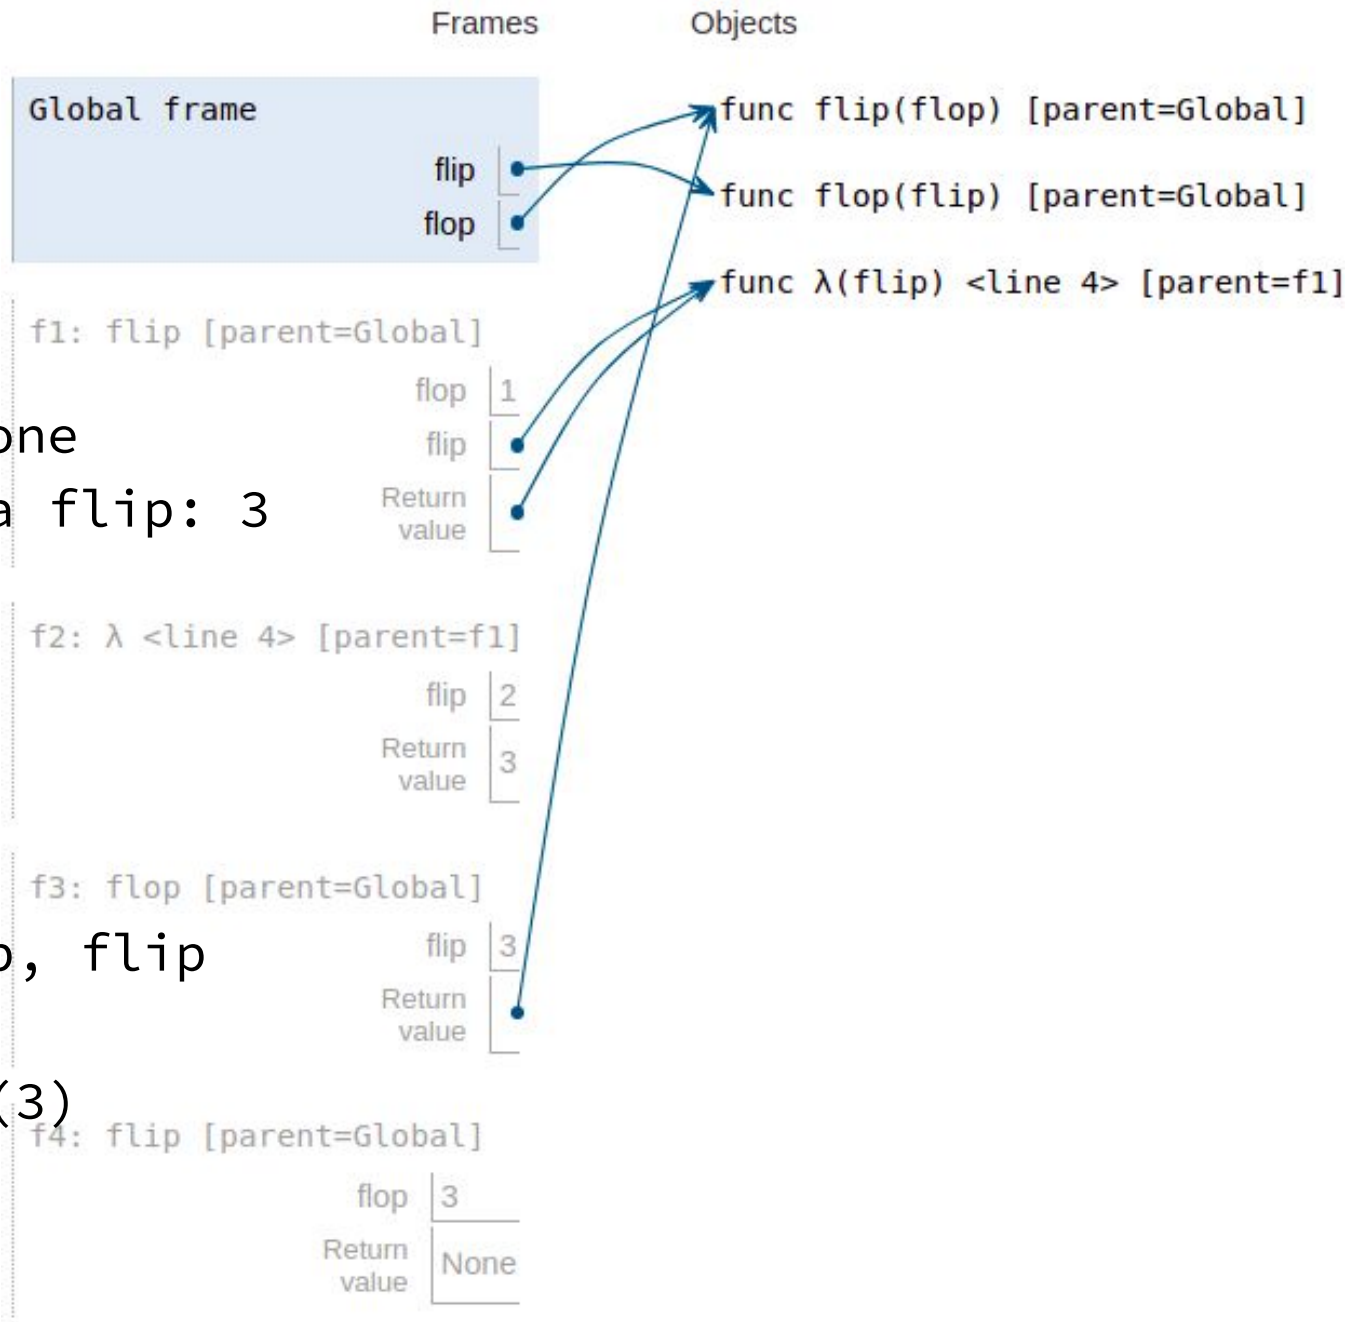 Frames Objects
Global frame
func flip(flop) [parent=Global]
flip
func flop(flip) [parent=Global]
flop
func λ(flip) <line 4> [parent=f1]
f1: flip [parent=Global]
flop 1
one
flip
Return
value
a flip: 3
f2: λ <line 4> [parent=f1]
flip 2
Return
value
3
f3: flop [parent=Global]
flip 3
, flip
Return
value
(3)
f4: flip [parent=Global]
flop 3
Return
value
None